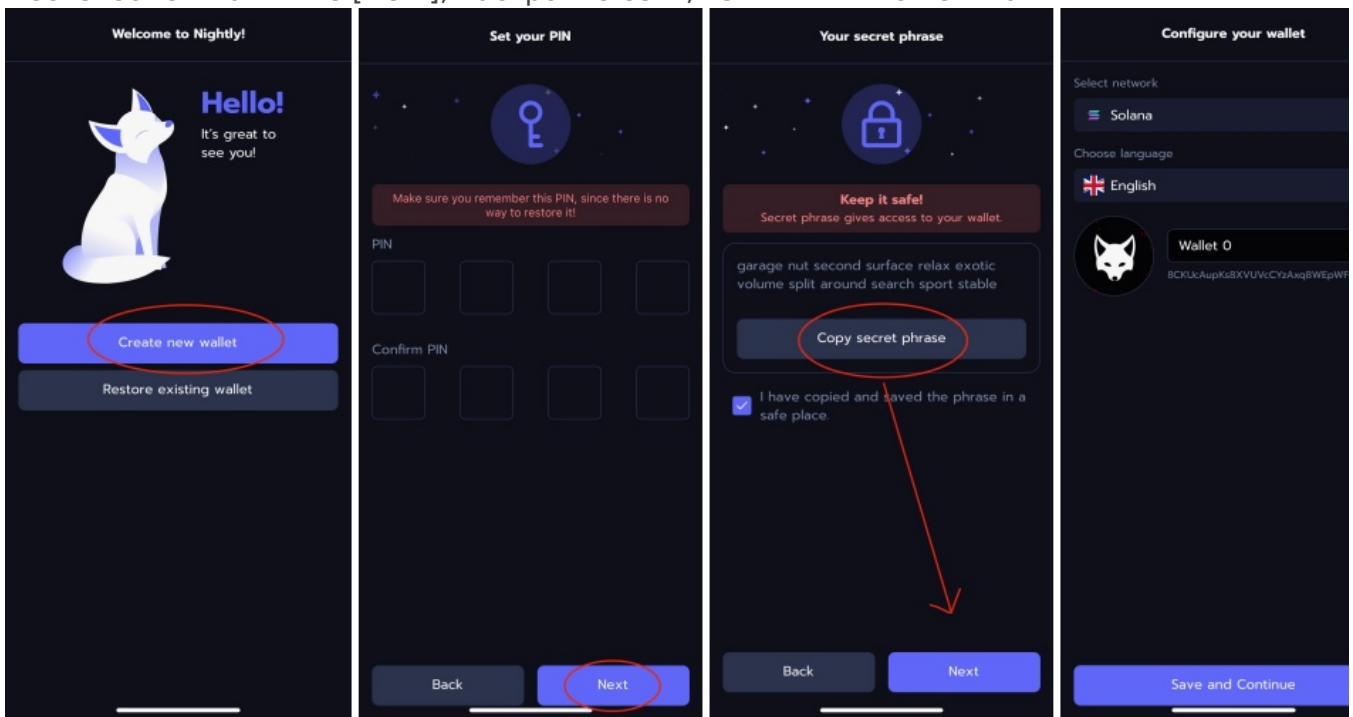 Welcome to Nightly!
Hello!
It's great to
see you!
Create new wallet
Restore existing wallet
Set your PIN
Make sure you remember this PIN, since there is no
way to restore it!
PIN
Confirm PIN
Back
Next
Your secret phrase
Keep it safe!
Secret phrase gives access to your wallet.
garage nut second surface relax exotic
volume split around search sport stable
Copy secret phrase
I have copied and saved the phrase in a
safe place.
Back
Next
Configure your wallet
Select network
Solana
Choose language
English
Wallet 0
Save and Continue